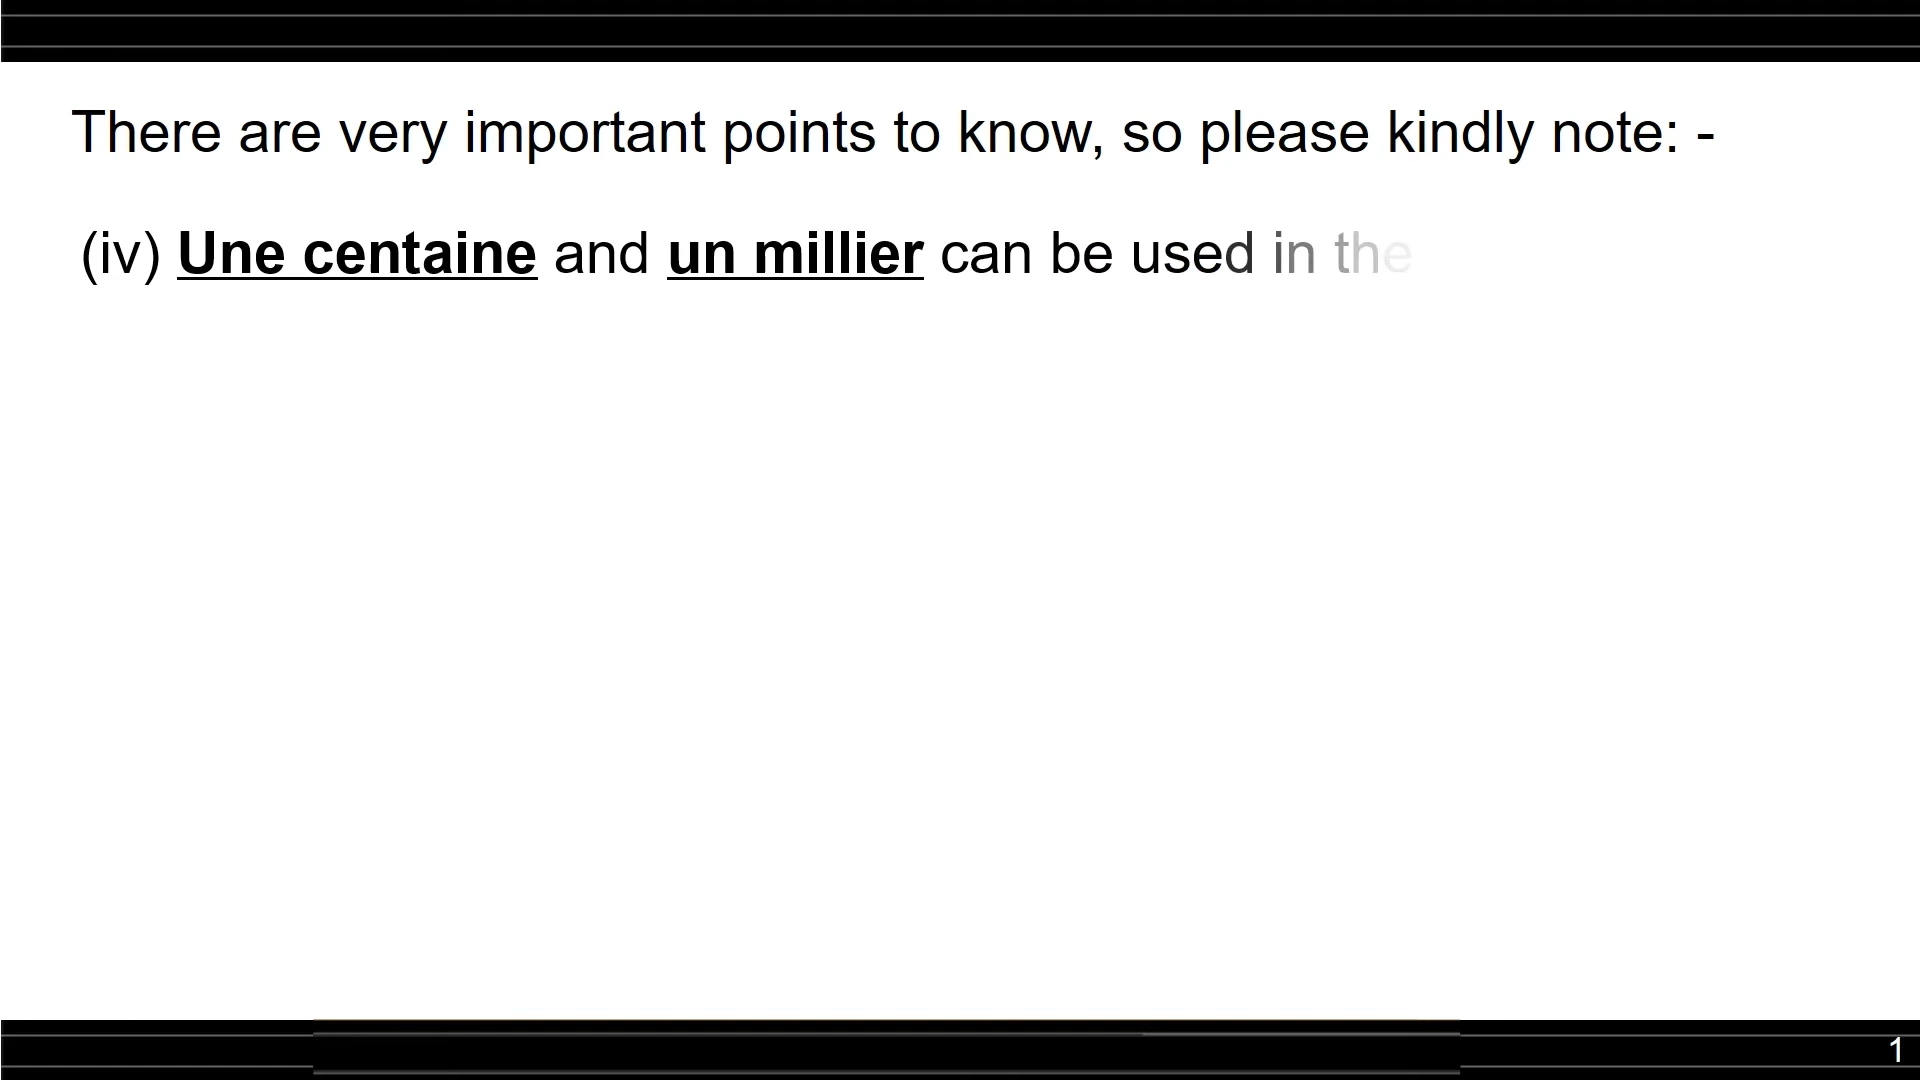 There are very important points to know, so please kindly note: -
(iv) Une centaine and un millier can be used in the
1